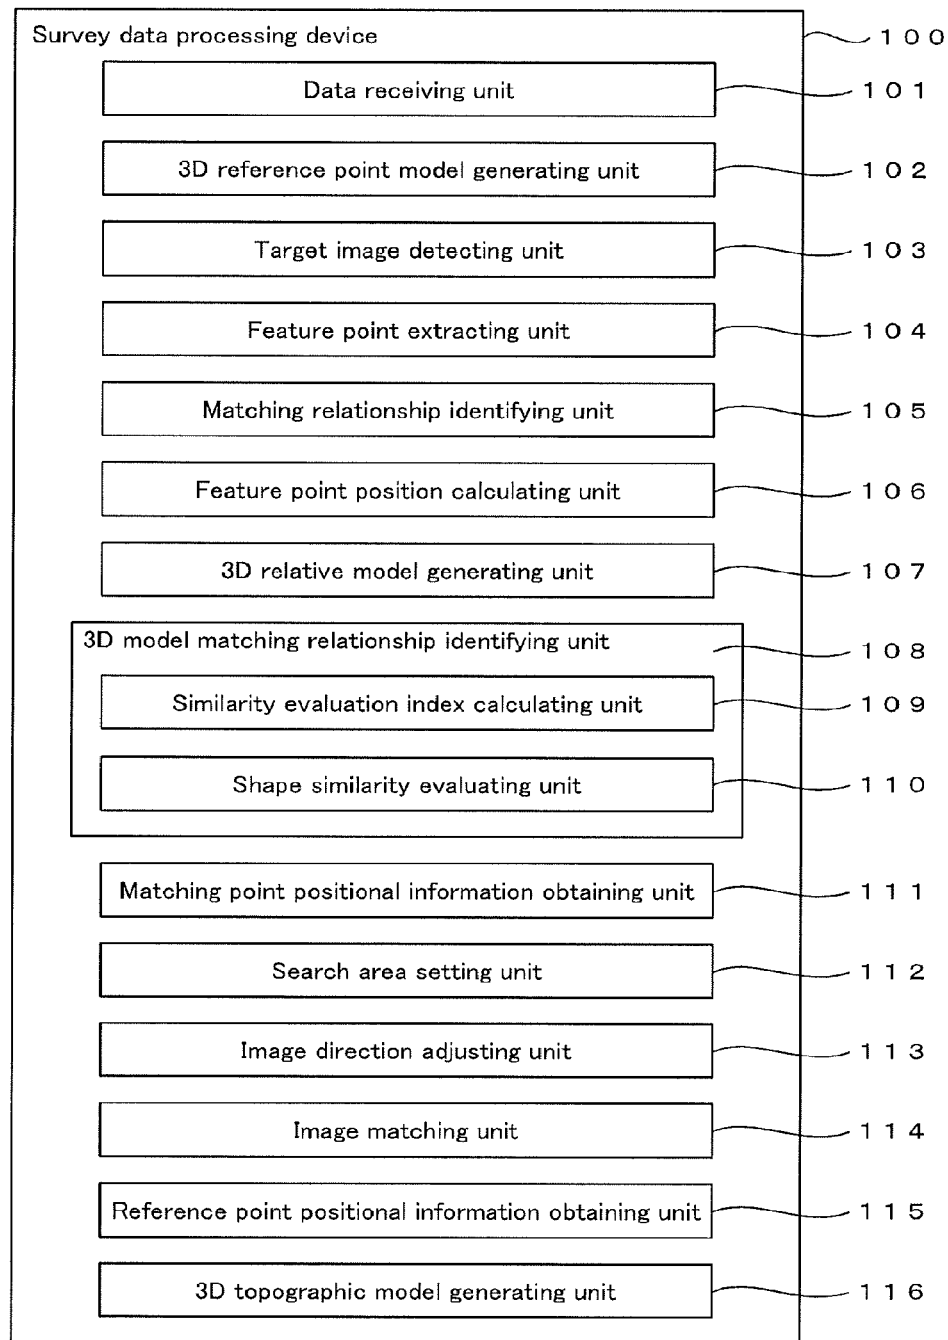 Survey data processing device 100
Data receiving unit 101
3D reference point model generating unit 102
Target image detecting unit 103
Feature point extracting unit 104
Matching relationship identifying unit 105
Feature point position calculating unit 106
3D relative model generating unit 107
3D model matching relationship identifying unit 108
Similarity evaluation index calculating unit 109
Shape similarity evaluating unit 110
Matching point positional information obtaining unit 111
Search area setting unit 112
Image direction adjusting unit 113
Image matching unit 114
Reference point positional information obtaining unit 115
3D topographic model generating unit 116